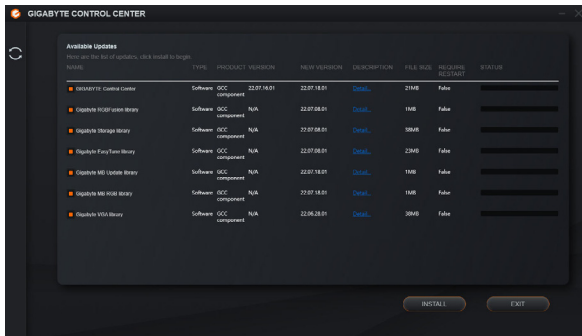 GIGABYTE CONTROL CENTER
Available Updates
Here are the list of updates, click install to begin.
NAME TYPE PRODUCT VERSION NEW VERSION DESCRIPTION FILE SIZE REQUIRE RESTART STATUS
GIGABYTE Control Center Software GCC component 22.07.16.01 22.07.18.01 Detail... 21MB False
Gigabyte RGBFusion library Software GCC component N/A 22.07.08.01 Detail... 1MB False
Gigabyte Storage library Software GCC component N/A 22.07.08.01 Detail... 38MB False
Gigabyte EasyTune library Software GCC component N/A 22.07.08.01 Detail... 23MB False
Gigabyte MB Update library Software GCC component N/A 22.07.18.01 Detail... 1MB False
Gigabyte MB RGB library Software GCC component N/A 22.07.18.01 Detail... 1MB False
Gigabyte VGA library Software GCC component N/A 22.06.28.01 Detail... 38MB False
INSTALL EXIT